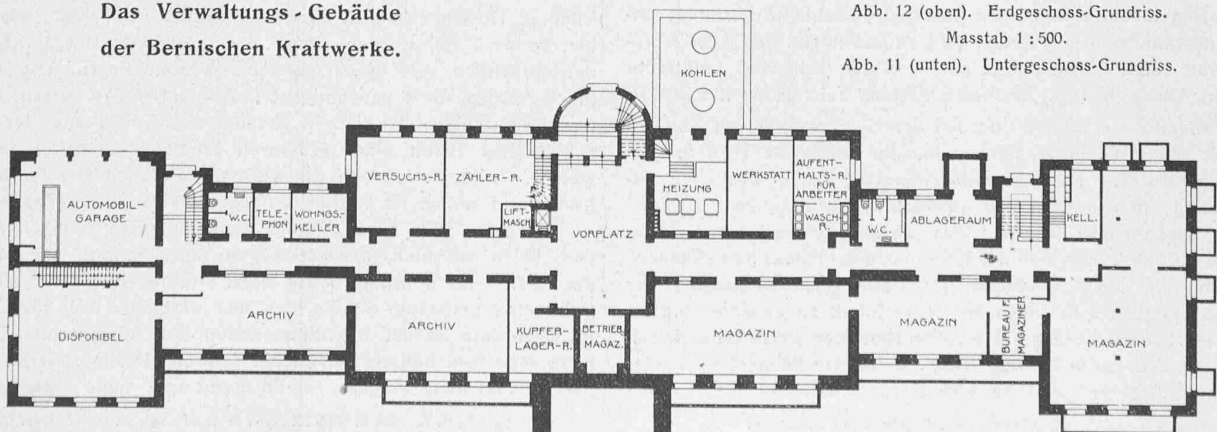 Das Verwaltungs-Gebäude
der Bernischen Kraftwerke.
Abb. 12 (oben). Erdgeschoss-Grundriss.
Masstab 1 : 500.
Abb. 11 (unten). Untergeschoss-Grundriss.
KOHLEN
AUTOMOBIL-
GARAGE
W.C.
TELE-
PHON
WOHNGS.-
KELLER
VERSUCHS-R.
ZÄHLER-R.
LIFT-
MASCH.
VORPLATZ
HEIZUNG
WERKSTATT
AUFENT-
HALTS-R.
FÜR
ARBEITER
WASCH-
R.
W.C.
ABLADERAUM
KELL.
DISPONIBEL
ARCHIV
ARCHIV
KUPFER-
LAGER-R.
BETRIEB
MAGAZ.
MAGAZIN
MAGAZIN
BUREAU F.
MAGAZINER
MAGAZIN